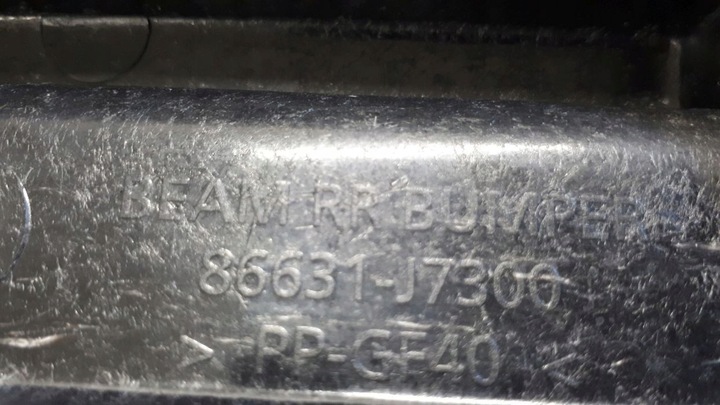 BEAM RR BUMPER
86631-J7300
> PP-GF40 <